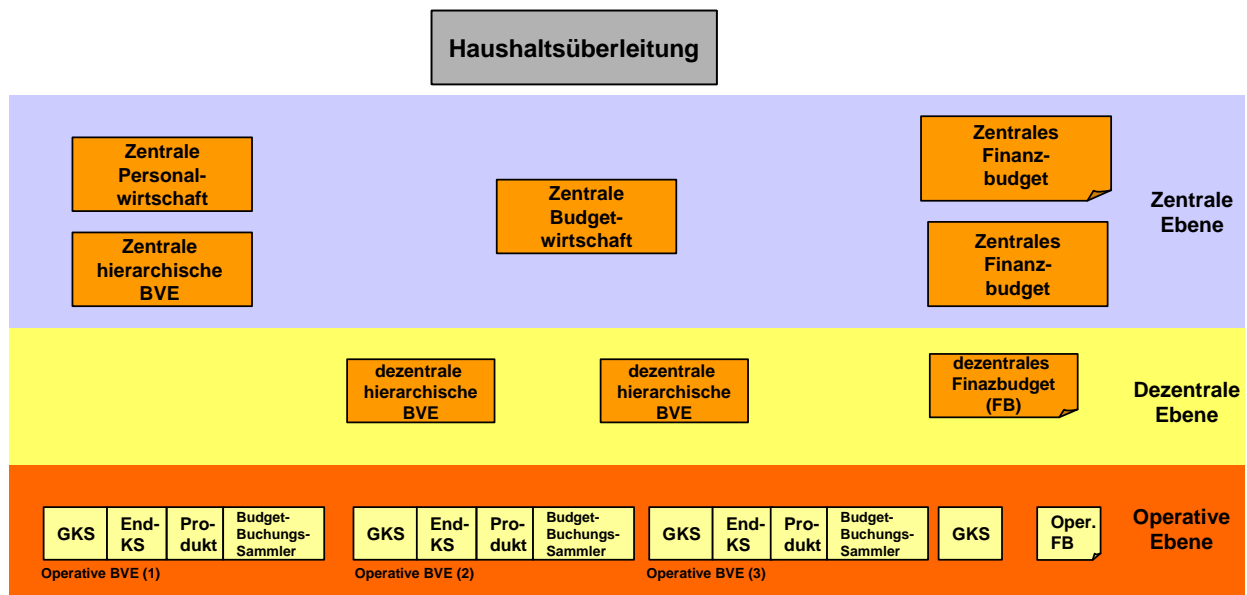 Haushaltsüberleitung
Zentrale
Personal-
wirtschaft
Zentrale
hierarchische
BVE
Zentrale
Budget-
wirtschaft
Zentrales
Finanz-
budget
Zentrales
Finanz-
budget
Zentrale
Ebene
dezentrale
hierarchische
BVE
dezentrale
hierarchische
BVE
dezentrales
Finazbudget
(FB)
Dezentrale
Ebene
GKS
End-
KS
Pro-
dukt
Budget-
Buchungs-
Sammler
Operative BVE (1)
GKS
End-
KS
Pro-
dukt
Budget-
Buchungs-
Sammler
Operative BVE (2)
GKS
End-
KS
Pro-
dukt
Budget-
Buchungs-
Sammler
Operative BVE (3)
GKS
Oper.
FB
Operative
Ebene